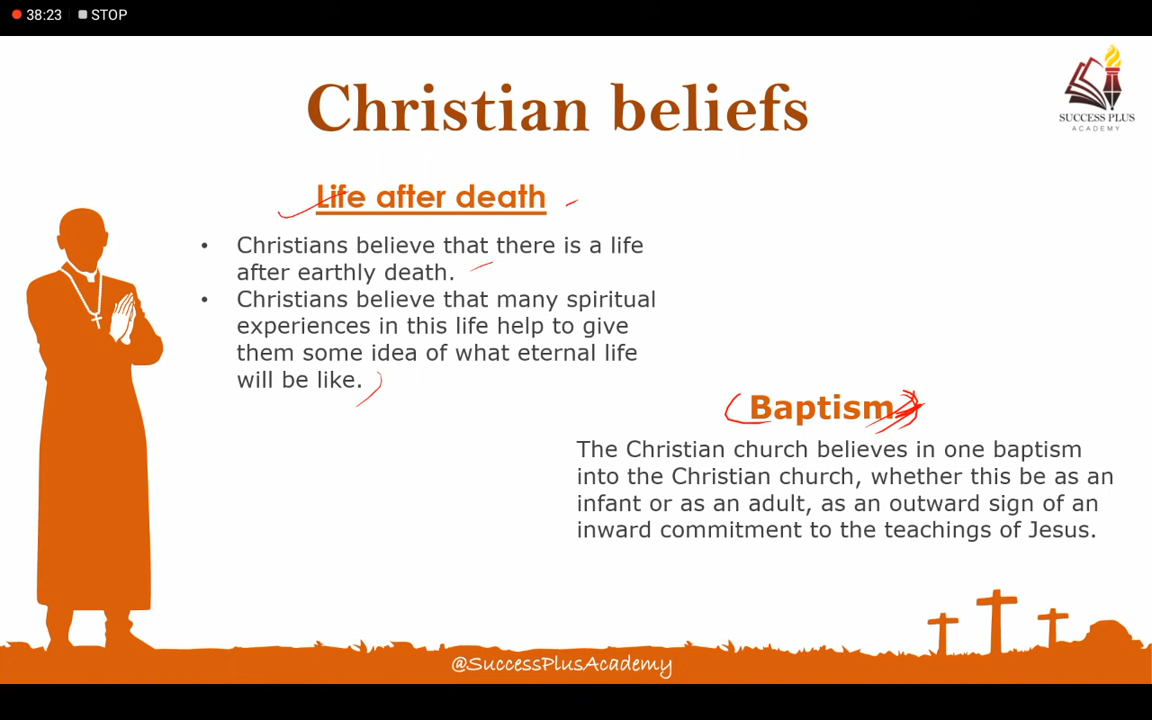 38:23 STOP
Christian beliefs
SUCCESS PLUS
ACADEMY
Life after death
• Christians believe that there is a life
after earthly death.
• Christians believe that many spiritual
experiences in this life help to give
them some idea of what eternal life
will be like.
Baptism
The Christian church believes in one baptism
into the Christian church, whether this be as an
infant or as an adult, as an outward sign of an
inward commitment to the teachings of Jesus.
@SuccessPlusAcademy